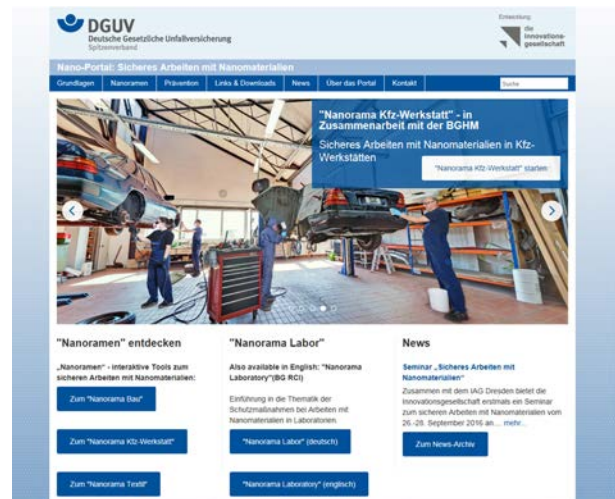 DGUV
Deutsche Gesetzliche Unfallversicherung
Spitzenverband
Entwicklung:
die
innovations-
gesellschaft
Nano-Portal: Sicheres Arbeiten mit Nanomaterialien
Grundlagen Nanoramen Prävention Links & Downloads News Über das Portal Kontakt Suche
"Nanorama Kfz-Werkstatt" - in
Zusammenarbeit mit der BGHM
Sicheres Arbeiten mit Nanomaterialien in Kfz-
Werkstätten
"Nanorama Kfz-Werkstatt" starten
"Nanoramen" entdecken
„Nanoramen" - interaktive Tools zum
sicheren Arbeiten mit Nanomaterialien:
Zum "Nanorama Bau"
Zum "Nanorama Kfz-Werkstatt"
Zum "Nanorama Textil"
"Nanorama Labor"
Also available in English: "Nanorama
Laboratory"(BG RCI)
Einführung in die Thematik der
Schutzmaßnahmen bei Arbeiten mit
Nanomaterialien in Laboratorien.
"Nanorama Labor" (deutsch)
"Nanorama Laboratory" (englisch)
News
Seminar „Sicheres Arbeiten mit
Nanomaterialien"
Zusammen mit dem IAG Dresden bietet die
Innovationsgesellschaft erstmals ein Seminar
zum sicheren Arbeiten mit Nanomaterialien vom
26.-28. September 2016 an... mehr...
Zum News-Archiv